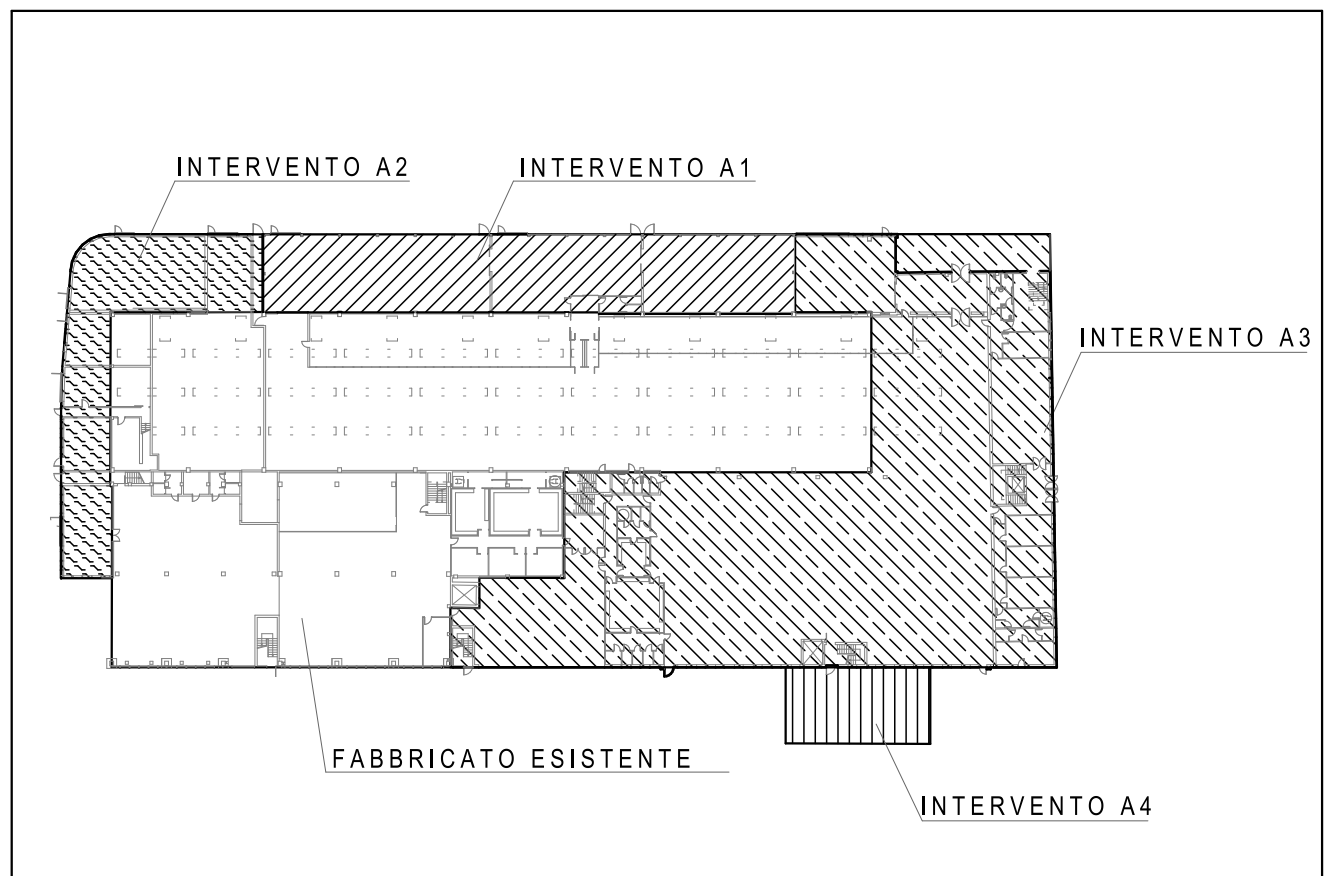 INTERVENTO A2
INTERVENTO A1
INTERVENTO A3
FABBRICATO ESISTENTE
INTERVENTO A4